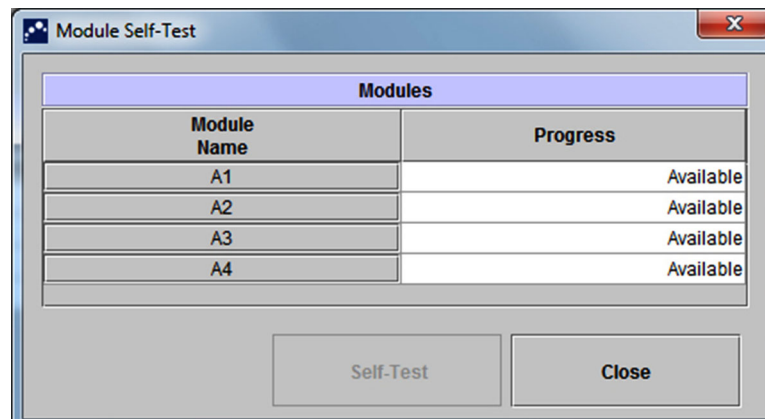 Module Self-Test
Modules
Module
Name
Progress
A1 Available
A2 Available
A3 Available
A4 Available
Self-Test Close